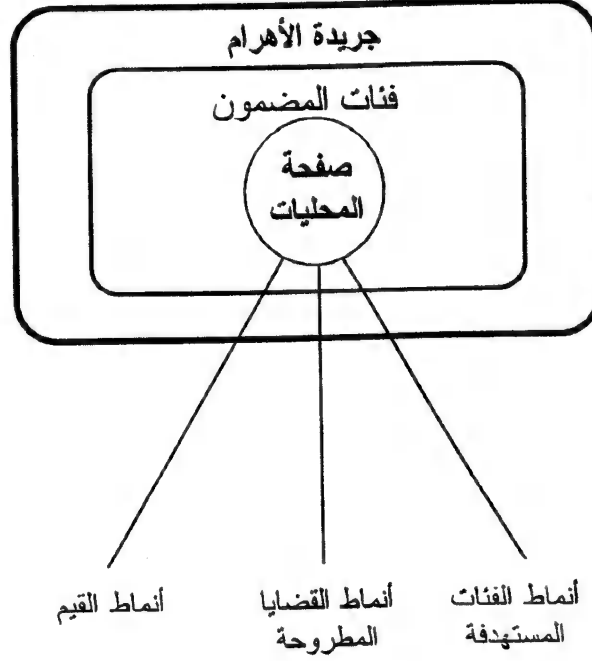 جريدة الأهرام
فئات المضمون
صفحة
المحليات
أنماط الفئات
المستهدفة
أنماط القضايا
المطروحة
أنماط القيم